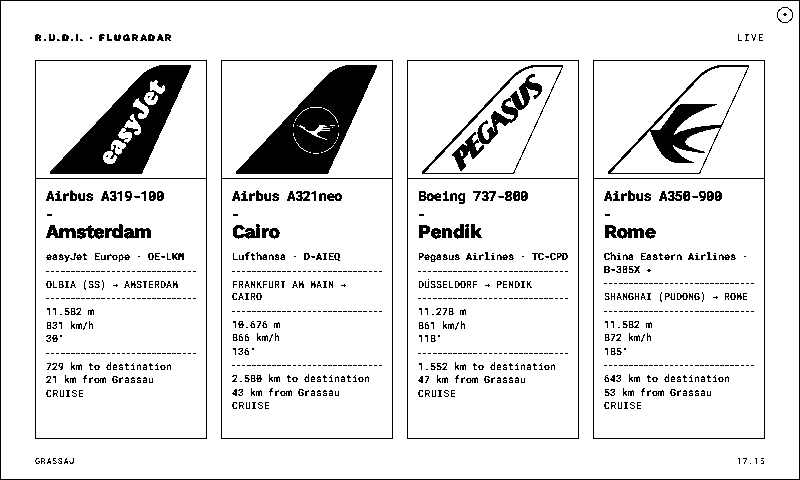 R.U.D.I. · FLUGRADAR
LIVE
easyJet
Airbus A319-100
–
Amsterdam
easyJet Europe · OE-LKM
OLBIA (SS) → AMSTERDAM
11.582 m
831 km/h
30°
729 km to destination
21 km from Grassau
CRUISE
Airbus A321neo
–
Cairo
Lufthansa · D-AIEQ
FRANKFURT AM MAIN →
CAIRO
10.676 m
866 km/h
136°
2.580 km to destination
43 km from Grassau
CRUISE
PEGASUS
Boeing 737-800
–
Pendik
Pegasus Airlines · TC-CPD
DÜSSELDORF → PENDIK
11.278 m
861 km/h
118°
1.552 km to destination
47 km from Grassau
CRUISE
Airbus A350-900
–
Rome
China Eastern Airlines ·
B-305X ✦
SHANGHAI (PUDONG) → ROME
11.582 m
872 km/h
185°
643 km to destination
53 km from Grassau
CRUISE
GRASSAU
17.15